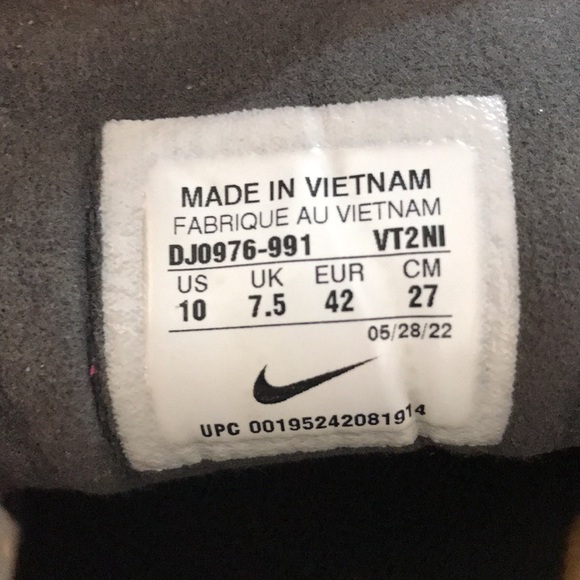 MADE IN VIETNAM
FABRIQUE AU VIETNAM
DJ0976-991 VT2NI
US UK EUR CM
10 7.5 42 27
05/28/22
UPC 00195242081914